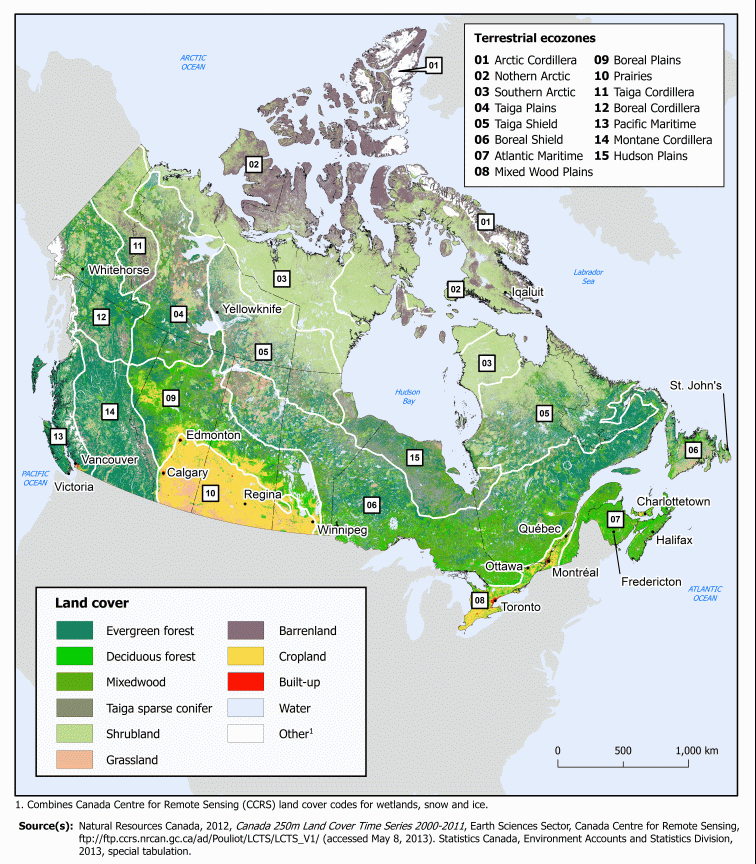 ARCTIC
OCEAN
Terrestrial ecozones
01 Arctic Cordillera
02 Nothern Arctic
03 Southern Arctic
04 Taiga Plains
05 Taiga Shield
06 Boreal Shield
07 Atlantic Maritime
08 Mixed Wood Plains
09 Boreal Plains
10 Prairies
11 Taiga Cordillera
12 Boreal Cordillera
13 Pacific Maritime
14 Montane Cordillera
15 Hudson Plains
01
02
01
11
Whitehorse
03
02
Iqaluit
Labrador
Sea
12
04
Yellowknife
05
03
St. John's
09
Hudson
Bay
05
14
13
Edmonton
15
06
Vancouver
Calgary
PACIFIC
OCEAN
Victoria
10
Regina
06
Winnipeg
Québec
07
Charlottetown
Halifax
Ottawa
Montréal
Fredericton
ATLANTIC
OCEAN
08
Toronto
Land cover
Evergreen forest
Deciduous forest
Mixedwood
Taiga sparse conifer
Shrubland
Grassland
Barrenland
Cropland
Built-up
Water
Other1
0 500 1,000 km
1. Combines Canada Centre for Remote Sensing (CCRS) land cover codes for wetlands, snow and ice.
Source(s): Natural Resources Canada, 2012, Canada 250m Land Cover Time Series 2000-2011, Earth Sciences Sector, Canada Centre for Remote Sensing,
ftp://ftp.ccrs.nrcan.gc.ca/ad/Pouliot/LCTS/LCTS_V1/ (accessed May 8, 2013). Statistics Canada, Environment Accounts and Statistics Division,
2013, special tabulation.